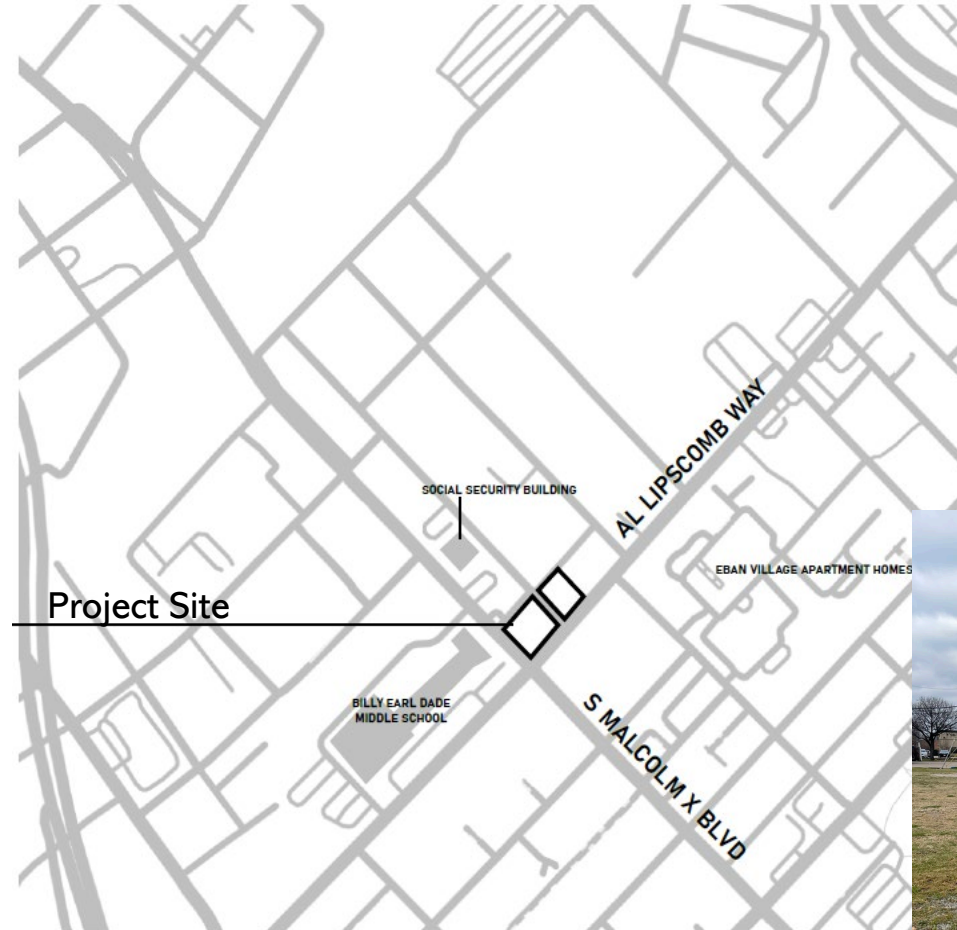 AL LIPSCOMB WAY
SOCIAL SECURITY BUILDING
EBAN VILLAGE APARTMENT HOMES
Project Site
BILLY EARL DADE
MIDDLE SCHOOL
S MALCOLM X BLVD